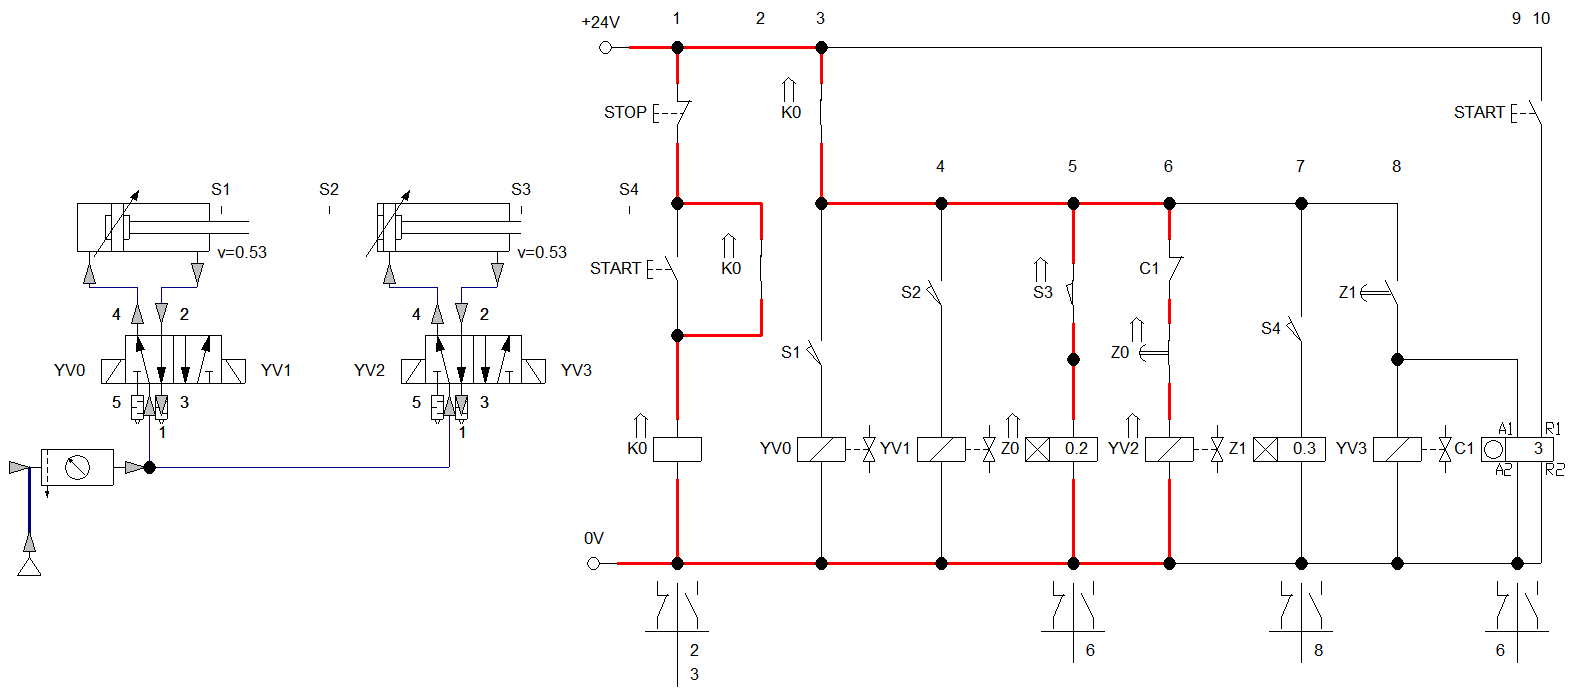 +24V 1 2 3 9 10
STOP K0 START
4 5 6 7 8
S1 S2 S3 S4
v=0.53 v=0.53
START K0 S2 S3 C1 Z1
4 2 4 2
S4
S1 Z0
YV0 YV1 YV2 YV3
5 3 5 3
1 1
A1 R1
K0 YV0 YV1 Z0 0.2 YV2 Z1 0.3 YV3 C1 3
A2 R2
0V
2 6 8 6
3